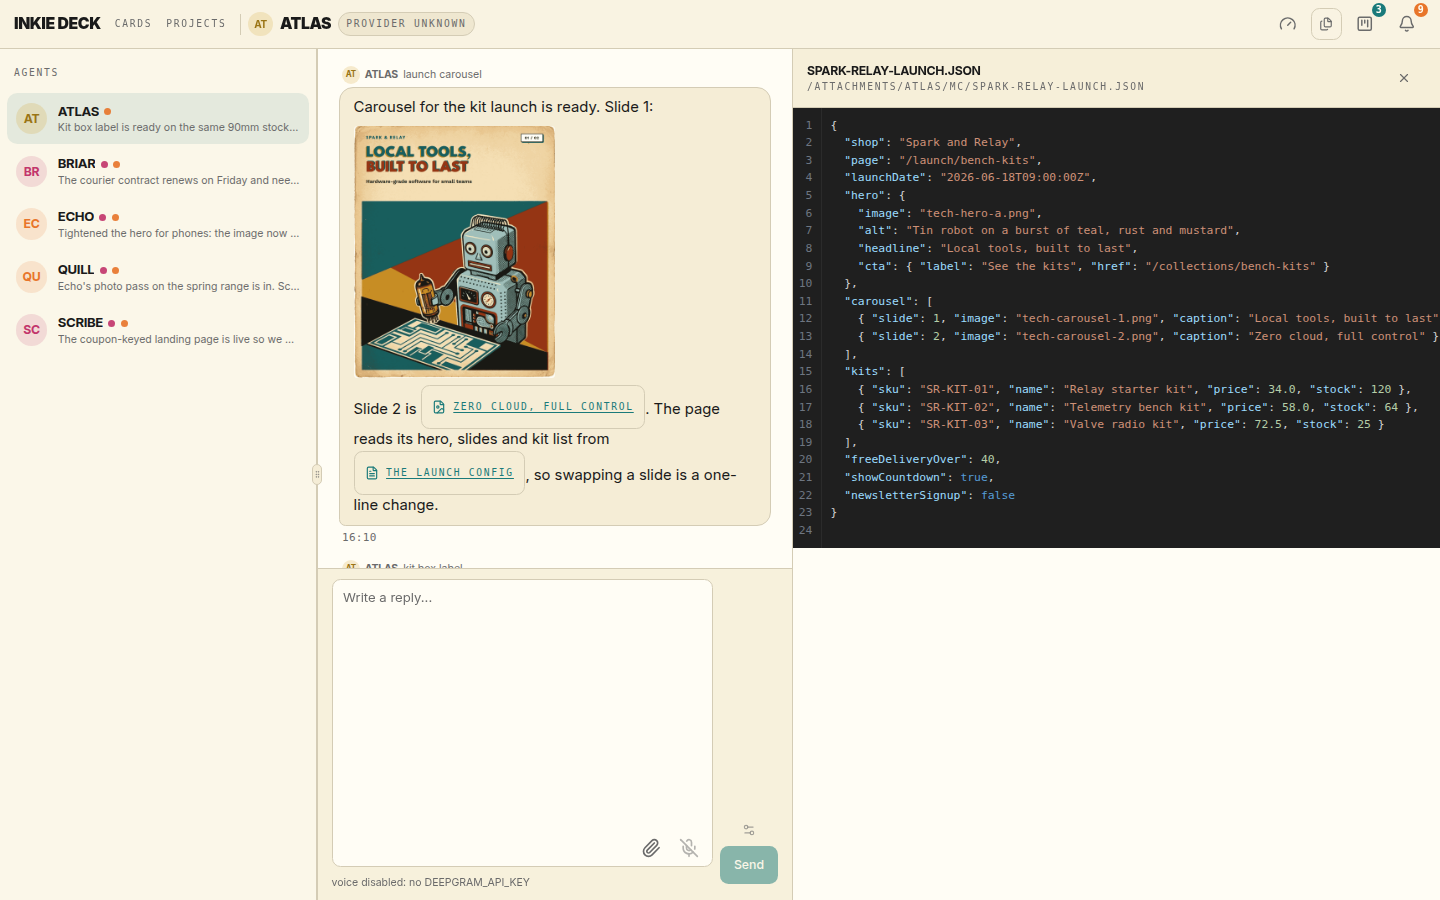 INKIE DECK CARDS PROJECTS AT ATLAS PROVIDER UNKNOWN 3 9
AGENTS
AT ATLAS
Kit box label is ready on the same 90mm stock...
BR BRIAR
The courier contract renews on Friday and nee...
EC ECHO
Tightened the hero for phones: the image now ...
QU QUILL
Echo's photo pass on the spring range is in. Sc...
SC SCRIBE
The coupon-keyed landing page is live so we ...
AT ATLAS launch carousel
Carousel for the kit launch is ready. Slide 1:
SPARK & RELAY
LOCAL TOOLS,
BUILT TO LAST
Hardware-grade software for small teams
Slide 2 is ZERO CLOUD, FULL CONTROL. The page
reads its hero, slides and kit list from
THE LAUNCH CONFIG, so swapping a slide is a one-
line change.
16:10
AT ATLAS kit box label
Write a reply...
Send
voice disabled: no DEEPGRAM_API_KEY
SPARK-RELAY-LAUNCH.JSON
/ATTACHMENTS/ATLAS/MC/SPARK-RELAY-LAUNCH.JSON
1 {
2 "shop": "Spark and Relay",
3 "page": "/launch/bench-kits",
4 "launchDate": "2026-06-18T09:00:00Z",
5 "hero": {
6 "image": "tech-hero-a.png",
7 "alt": "Tin robot on a burst of teal, rust and mustard",
8 "headline": "Local tools, built to last",
9 "cta": { "label": "See the kits", "href": "/collections/bench-kits" }
10 },
11 "carousel": [
12 { "slide": 1, "image": "tech-carousel-1.png", "caption": "Local tools, built to last"
13 { "slide": 2, "image": "tech-carousel-2.png", "caption": "Zero cloud, full control" }
14 ],
15 "kits": [
16 { "sku": "SR-KIT-01", "name": "Relay starter kit", "price": 34.0, "stock": 120 },
17 { "sku": "SR-KIT-02", "name": "Telemetry bench kit", "price": 58.0, "stock": 64 },
18 { "sku": "SR-KIT-03", "name": "Valve radio kit", "price": 72.5, "stock": 25 }
19 ],
20 "freeDeliveryOver": 40,
21 "showCountdown": true,
22 "newsletterSignup": false
23 }
24